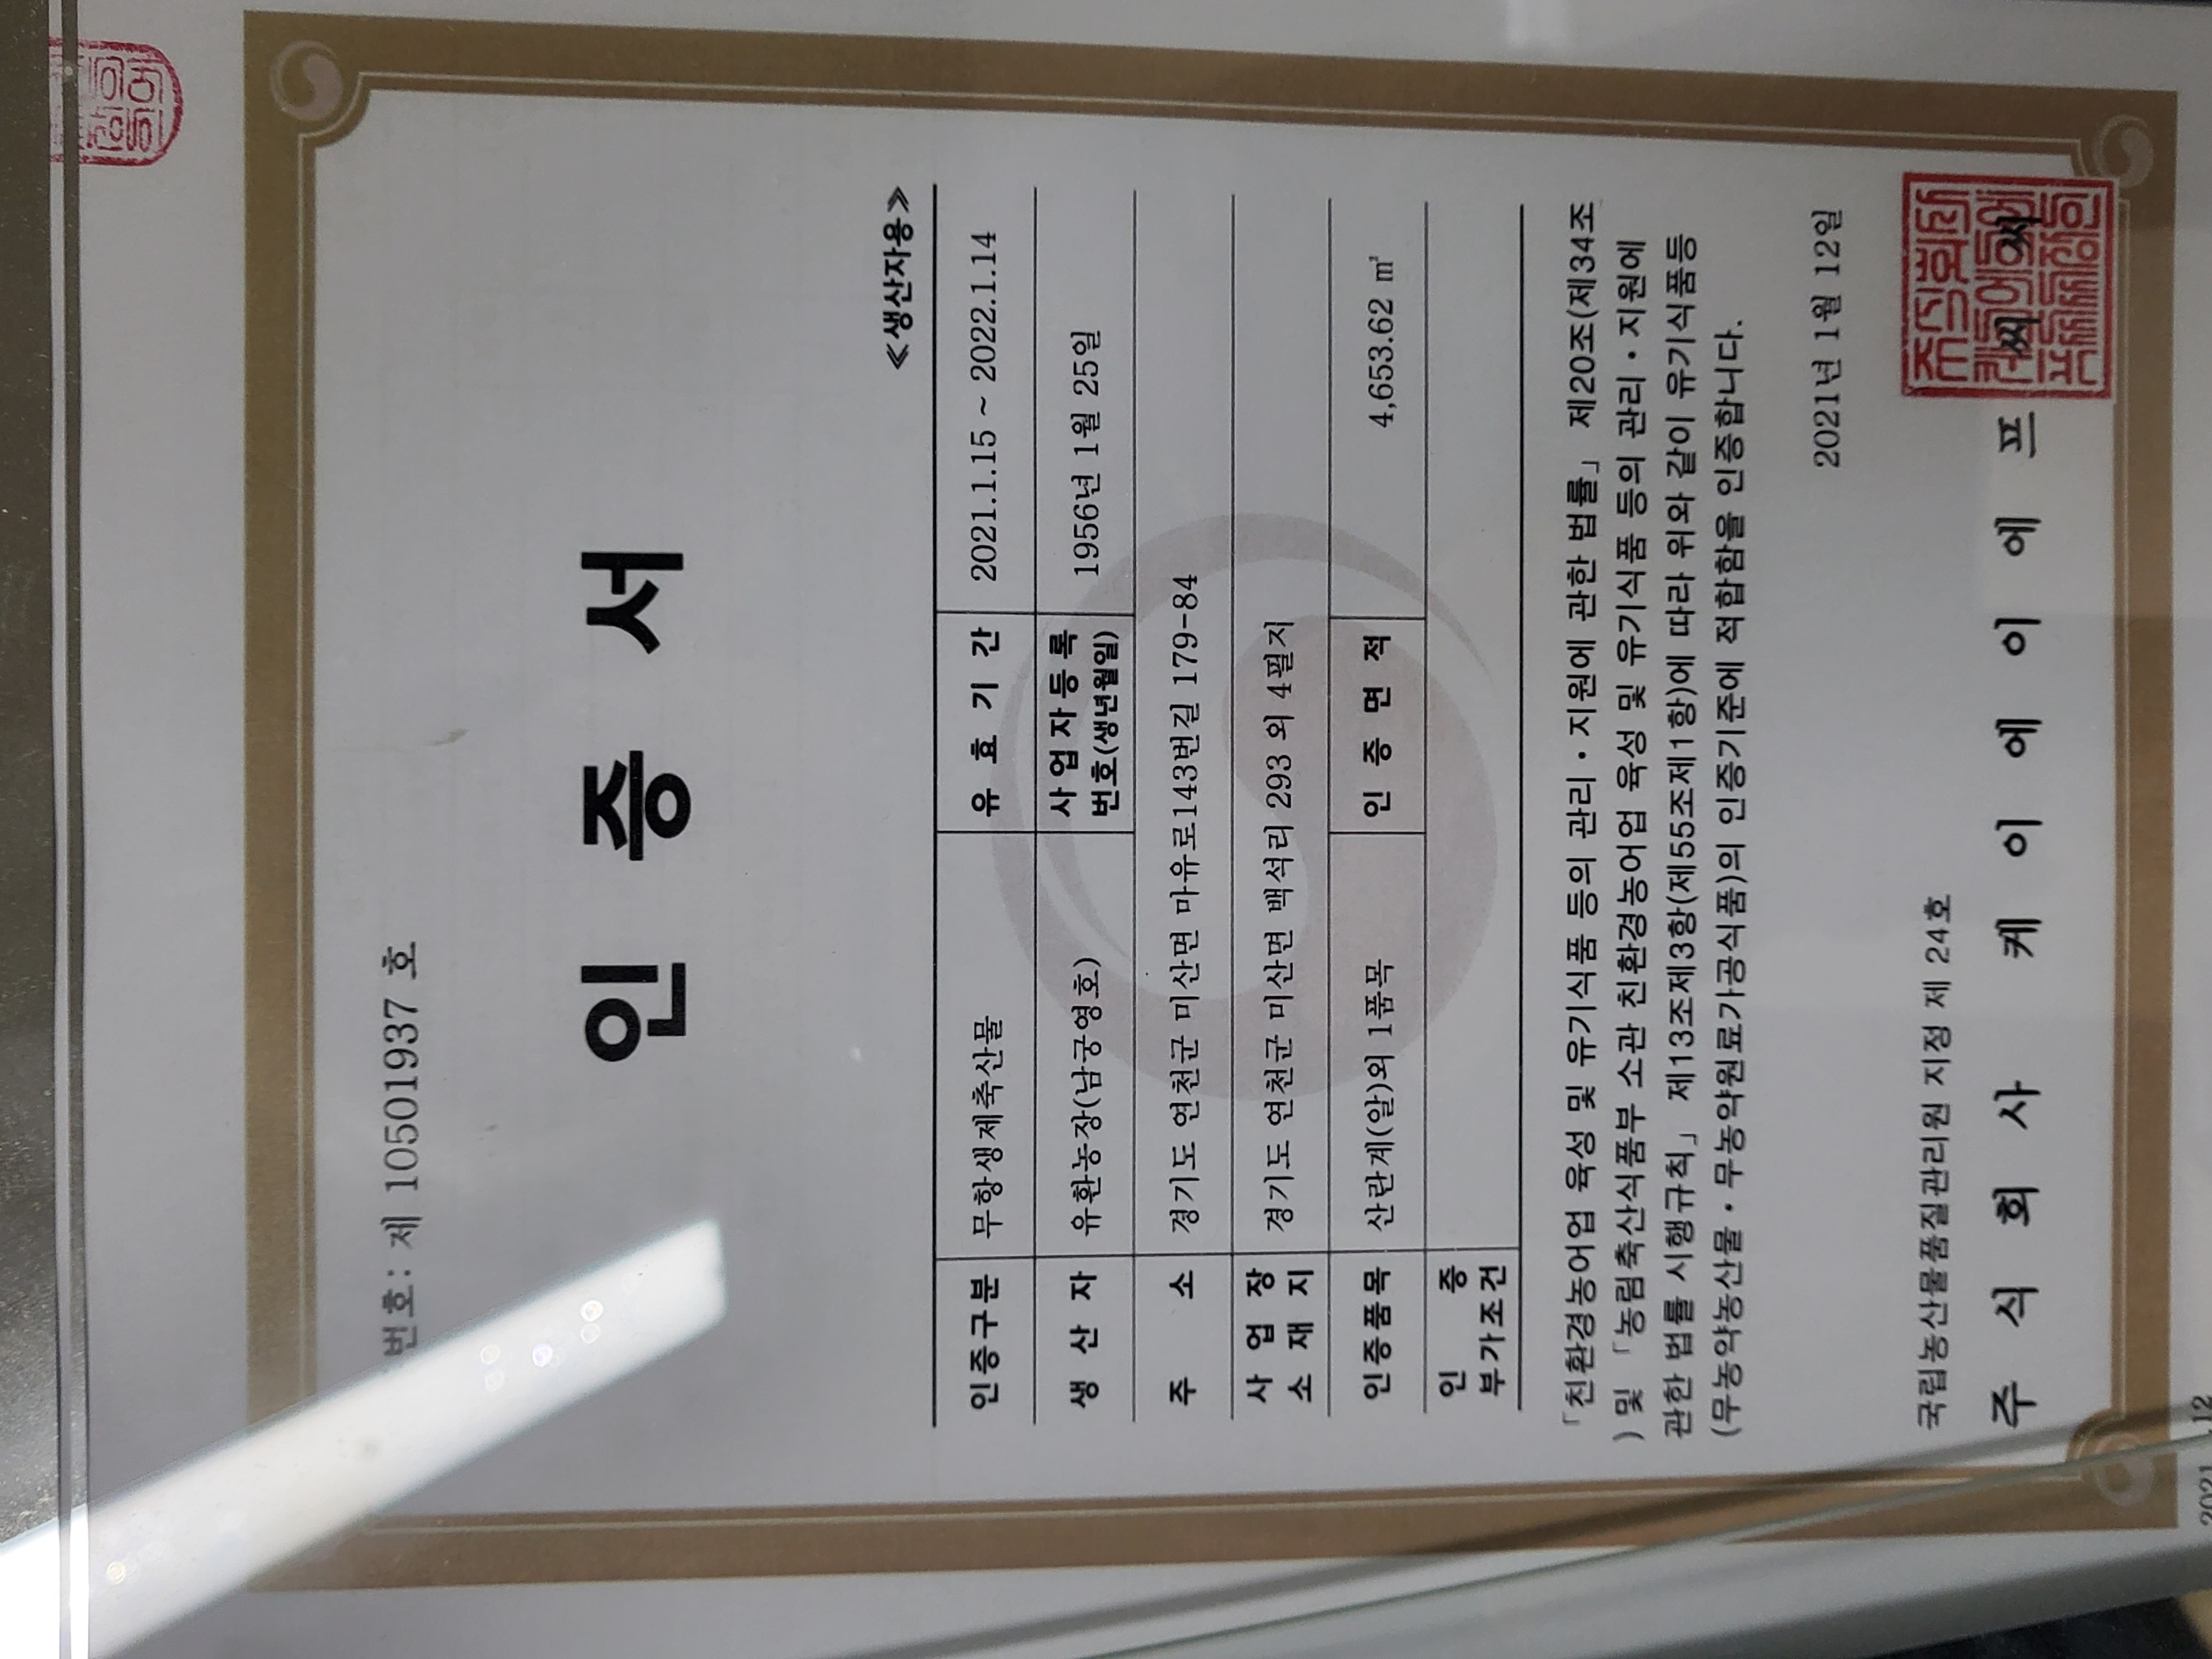 번호: 제 10501937 호
인 증 서
≪생산자용≫
인증구분 무항생제축산물 유 효 기 간 2021.1.15 ~ 2022.1.14
생 산 자 유환농장(남궁영호) 사업자등록 번호(생년월일) 1956년 1월 25일
주 소 경기도 연천군 미산면 마유로143번길 179-84
사 업 장 소 재 지 경기도 연천군 미산면 백석리 293 외 4필지
인증품목 산란계(알)외 1품목 인 증 면 적 4,653.62 ㎡
인 증 부가조건
「친환경농어업 육성 및 유기식품 등의 관리・지원에 관한 법률」 제20조(제34조
) 및 「농림축산식품부 소관 친환경농어업 육성 및 유기식품 등의 관리・지원에
관한 법률 시행규칙」 제13조제3항(제55조제1항)에 따라 위와 같이 유기식품등
(무농약농산물・무농약원료가공식품)의 인증기준에 적합함을 인증합니다.
2021년 1월 12일
국립농산물품질관리원 지정 제 24호
주 식 회 사 케 이 에 이 에 프 씨 씨